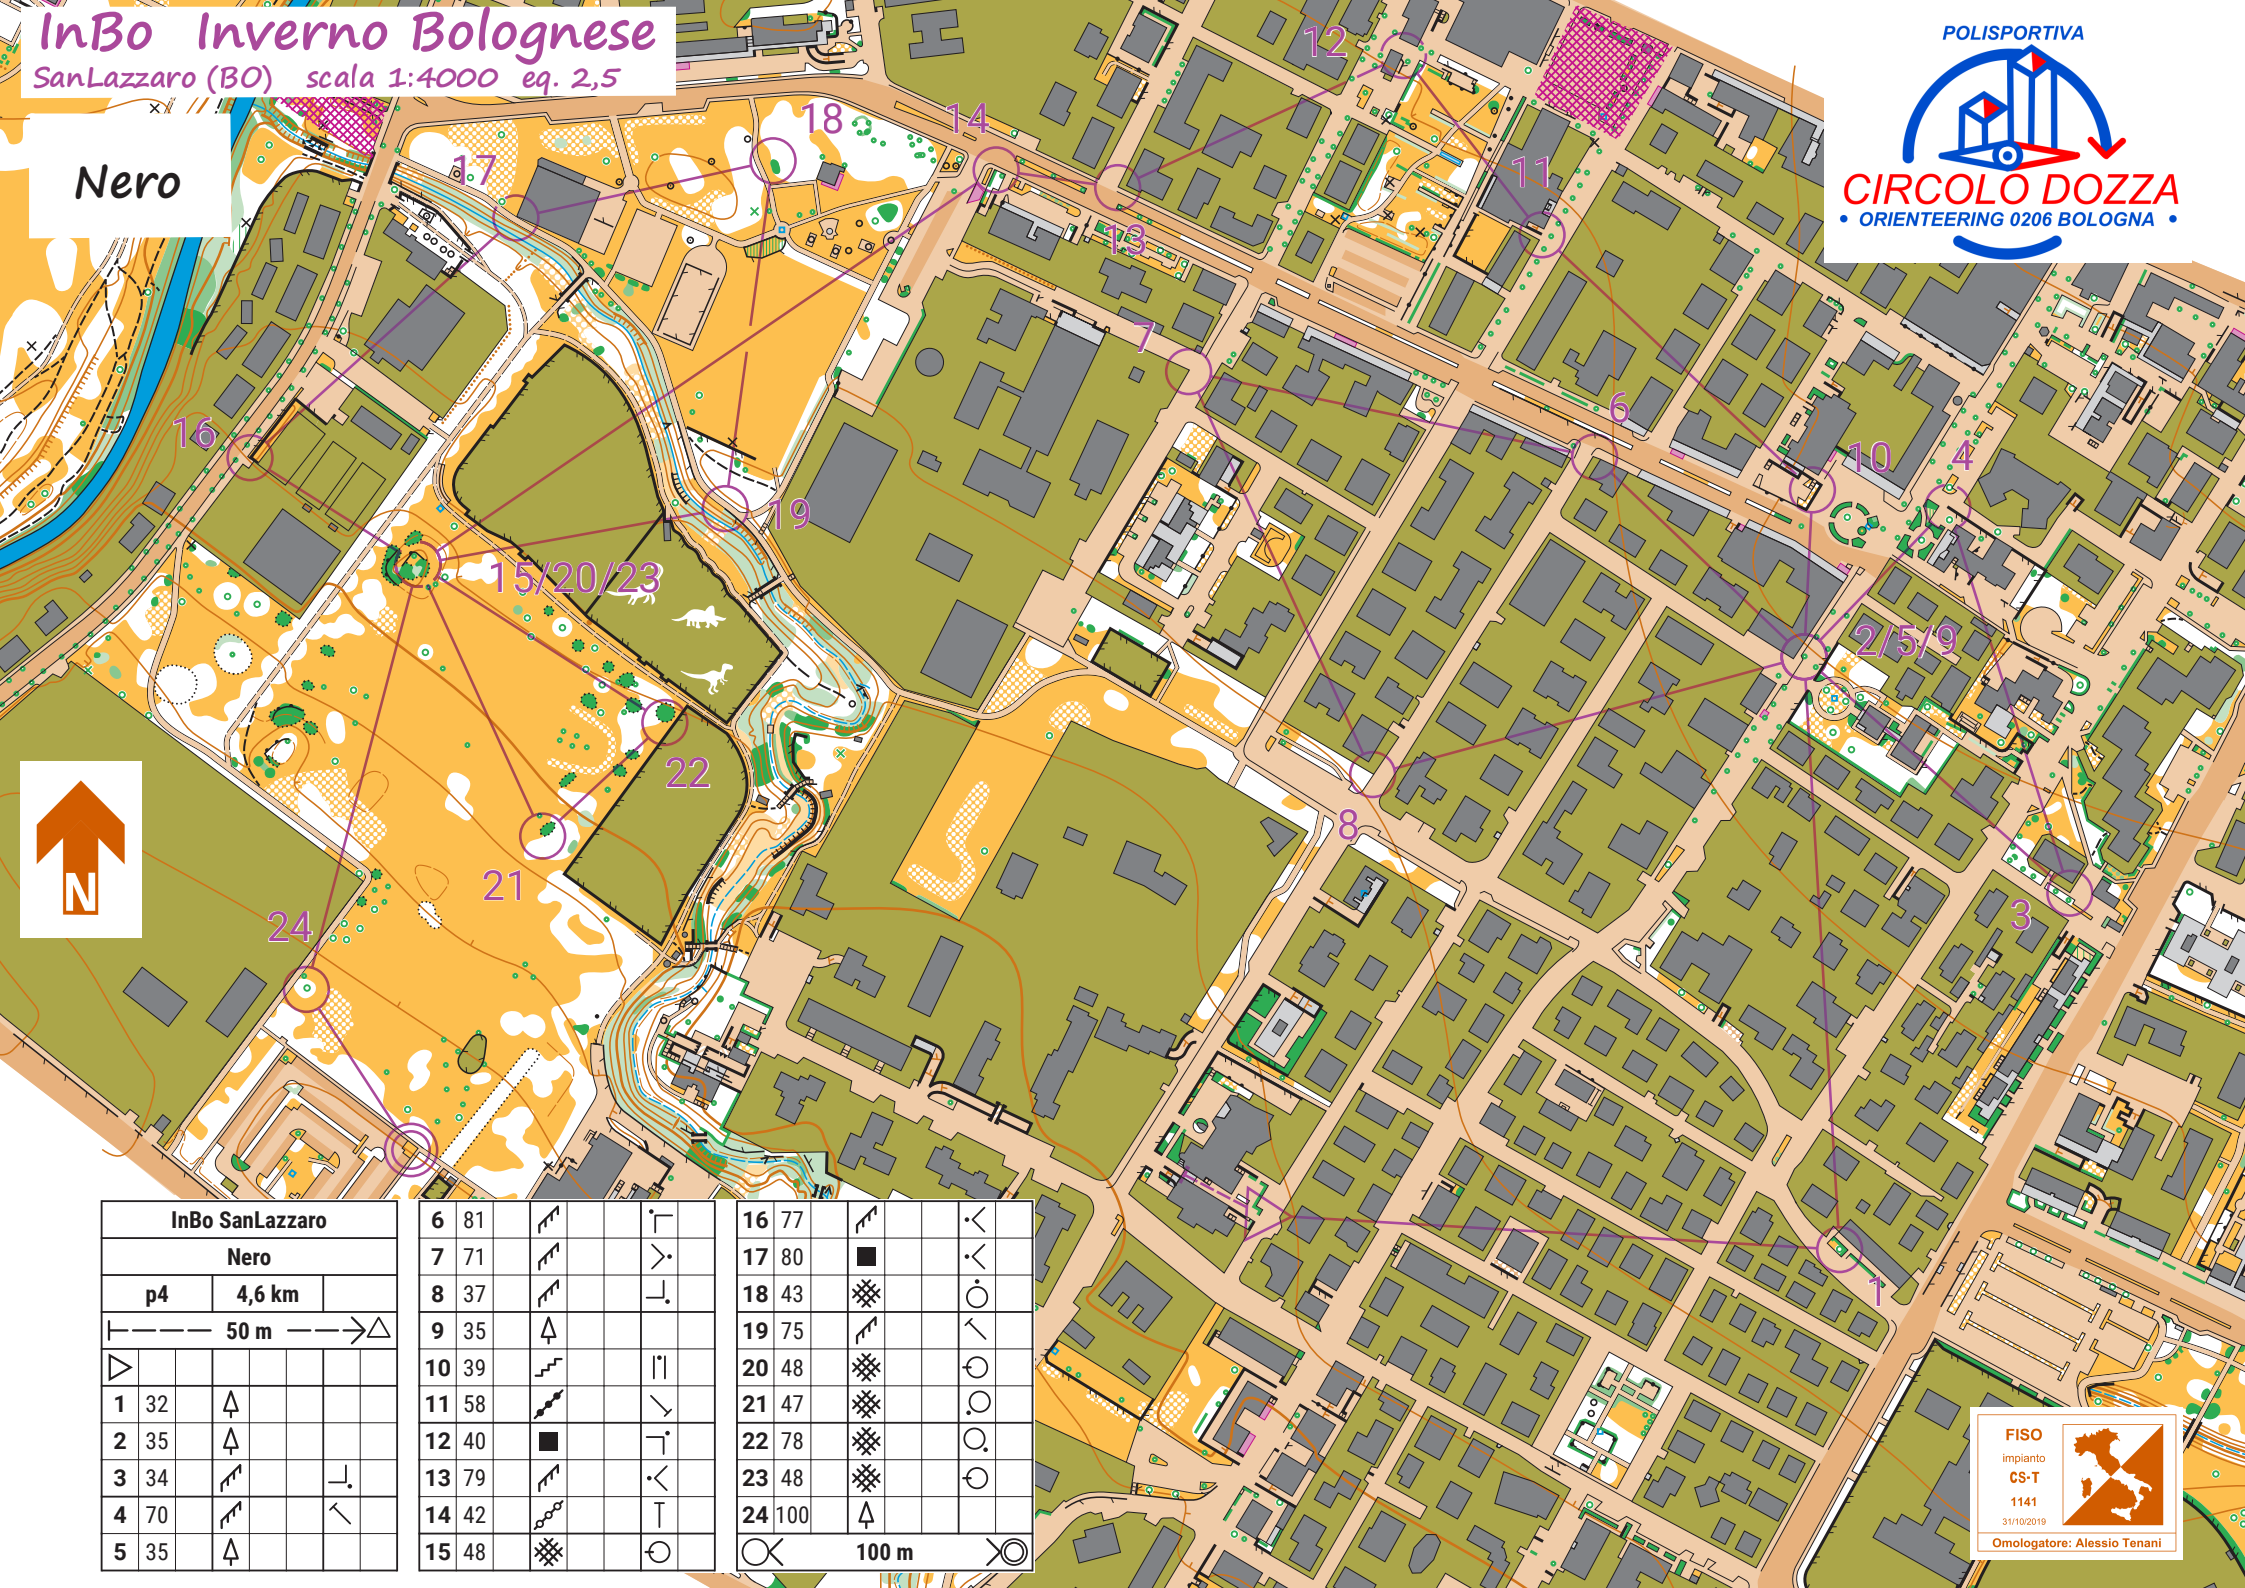 InBo Inverno Bolognese
SanLazzaro (BO) scala 1:4000 eq. 2,5
Nero
POLISPORTIVA
CIRCOLO DOZZA
• ORIENTEERING 0206 BOLOGNA •
12
18
14
17
11
13
7
6
16
10
4
19
15/20/23
2/5/9
22
8
21
3
24
N
1
InBo SanLazzaro
Nero
p4 4,6 km
50 m
1 32
2 35
3 34
4 70
5 35
6 81
7 71
8 37
9 35
10 39
11 58
12 40
13 79
14 42
15 48
16 77
17 80
18 43
19 75
20 48
21 47
22 78
23 48
24 100
100 m
FISO
impianto
CS-T
1141
31/10/2019
Omologatore: Alessio Tenani